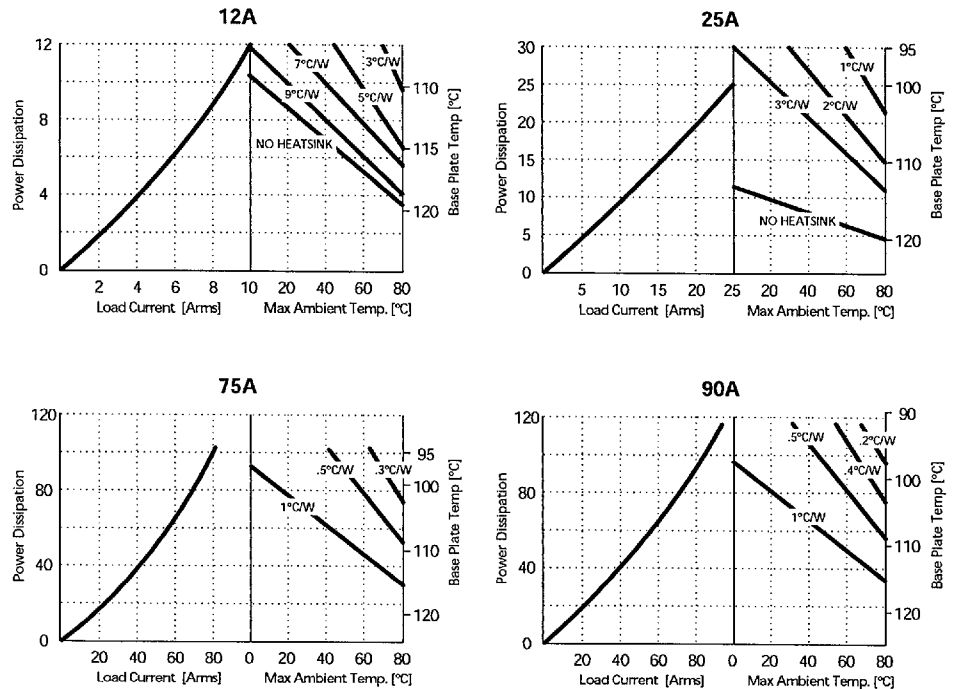 12A
12
8
4
0
Power Dissipation
3°C/W
7°C/W
5°C/W
9°C/W
NO HEATSINK
110
115
120
Base Plate Temp [°C]
2 4 6 8 10 20 40 60 80
Load Current [Arms] Max Ambient Temp. [°C]
25A
30
25
20
15
10
5
0
Power Dissipation
1°C/W
2°C/W
3°C/W
NO HEATSINK
95
100
110
120
Base Plate Temp [°C]
5 10 15 20 25 20 40 60 80
Load Current [Arms] Max Ambient Temp. [°C]
75A
120
80
40
0
Power Dissipation
.5°C/W
.3°C/W
1°C/W
95
100
110
120
Base Plate Temp [°C]
20 40 60 80 0 20 40 60 80
Load Current [Arms] Max Ambient Temp. [°C]
90A
120
80
40
0
Power Dissipation
.5°C/W
.2°C/W
.4°C/W
1°C/W
90
100
110
120
Base Plate Temp [°C]
20 40 60 80 0 20 40 60 80
Load Current [Arms] Max Ambient Temp. [°C]